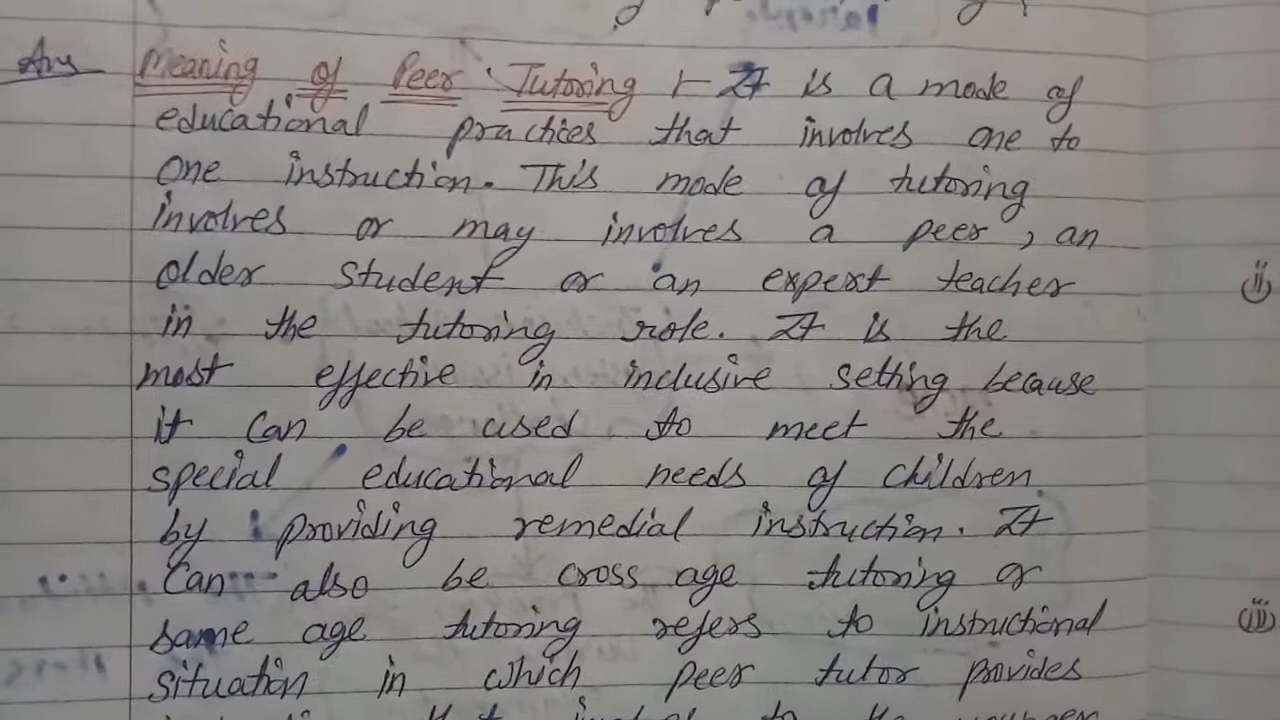 Ans Meaning of Peer Tutoring :- It is a mode of
educational practices that involves one to
one instruction. This mode of tutoring
involves or may involves a peer, an
older student or an expert teacher
in the tutoring role. It is the
most effective in inclusive setting because
it can be used to meet the
special educational needs of children
by providing remedial instruction. It
can also be cross age tutoring or
same age tutoring refers to instructional
situation in which peer tutor provides
(ii)
(iii)